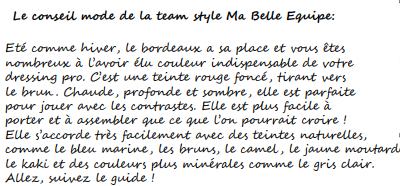 Le conseil mode de la team style Ma Belle Equipe:
Eté comme hiver, le bordeaux a sa place et vous êtes
nombreux à l'avoir élu couleur indispensable de votre
dressing pro. C'est une teinte rouge foncé, tirant vers
le brun. Chaude, profonde et sombre, elle est parfaite
pour jouer avec les contrastes. Elle est plus facile à
porter et à assembler que ce que l'on pourrait croire !
Elle s'accorde très facilement avec des teintes naturelles,
comme le bleu marine, les bruns, le camel, le jaune moutard
le kaki et des couleurs plus minérales comme le gris clair.
Allez, suivez le guide !